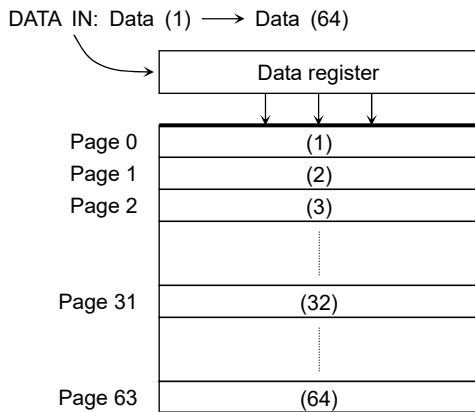 DATA IN: Data (1) → Data (64)
Data register
Page 0 (1)
Page 1 (2)
Page 2 (3)
Page 31 (32)
Page 63 (64)